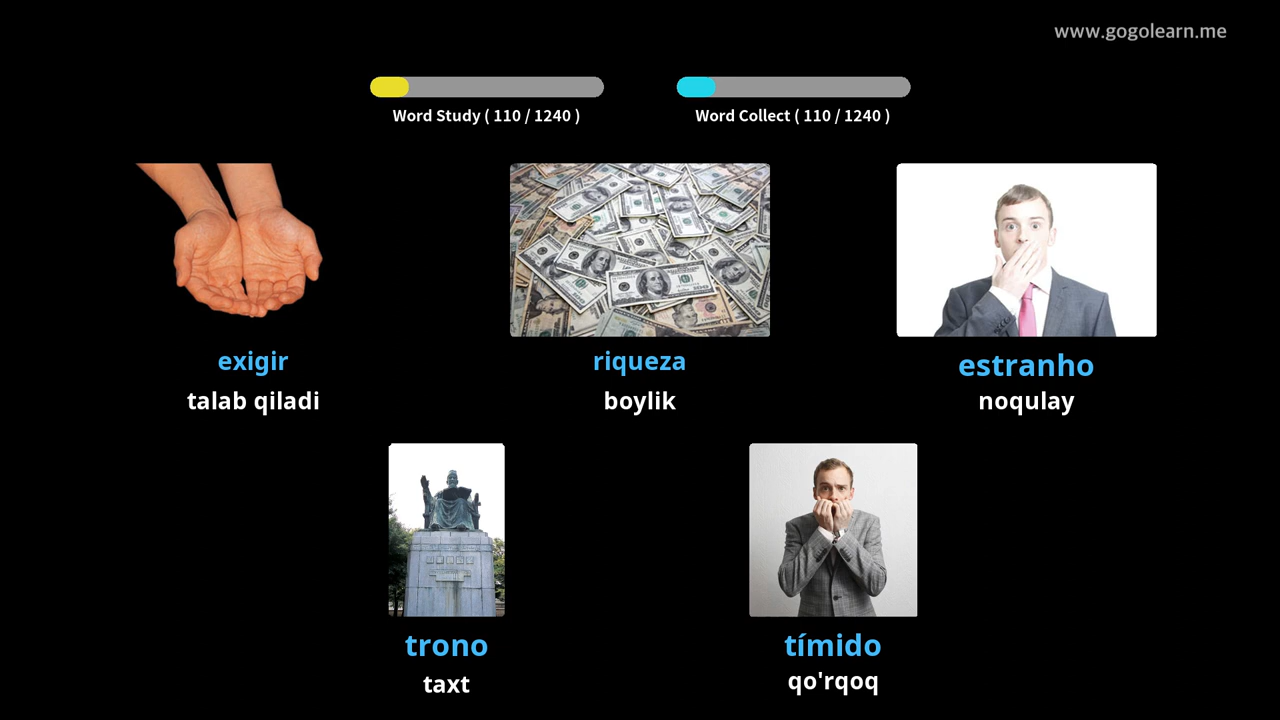 www.gogolearn.me
Word Study ( 110 / 1240 )
Word Collect ( 110 / 1240 )
exigir
talab qiladi
riqueza
boylik
estranho
noqulay
trono
taxt
tímido
qo'rqoq